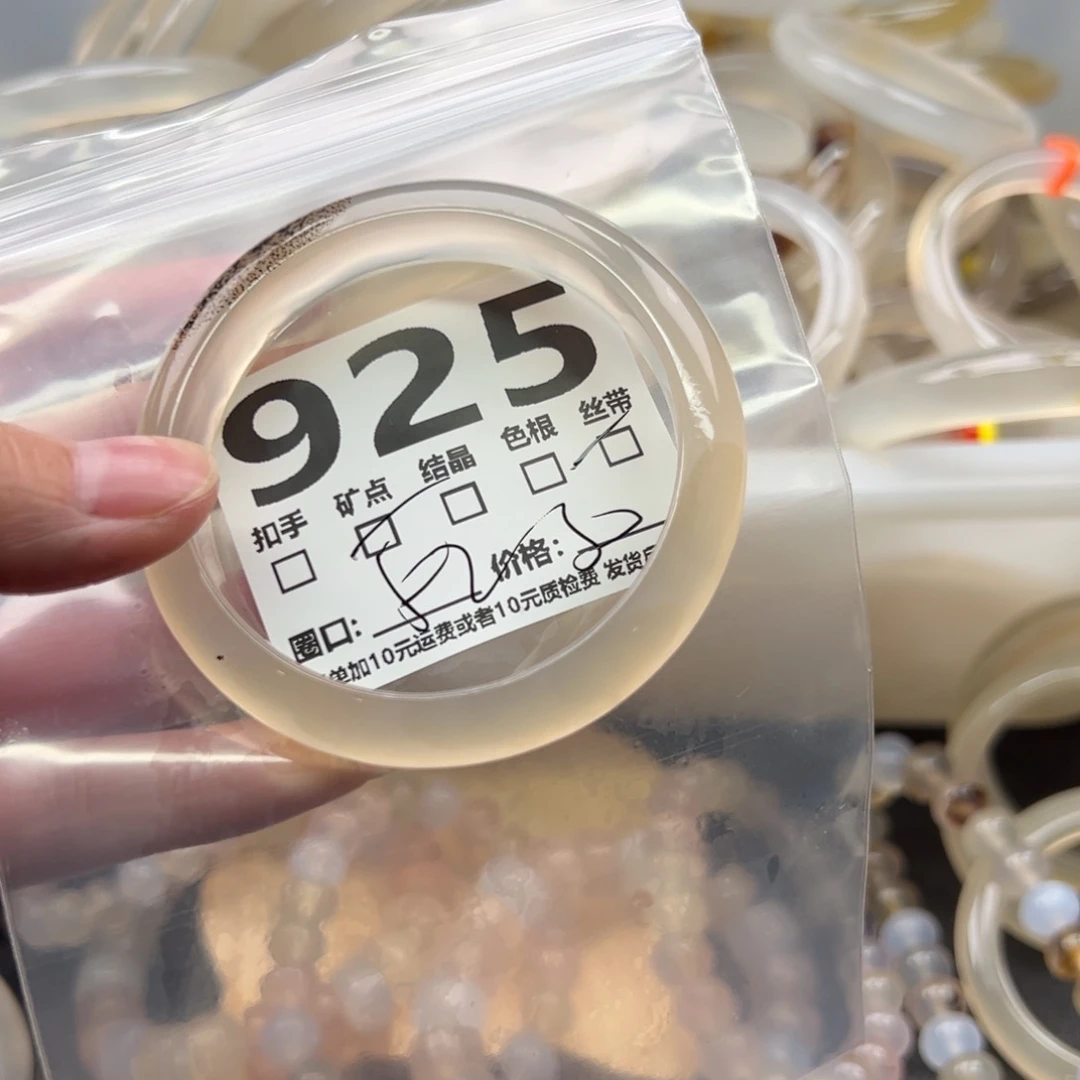 925
扣手 矿点 结晶 色根 丝带
圈口: 价格:
单加10元运费或者10元质检费 发货后